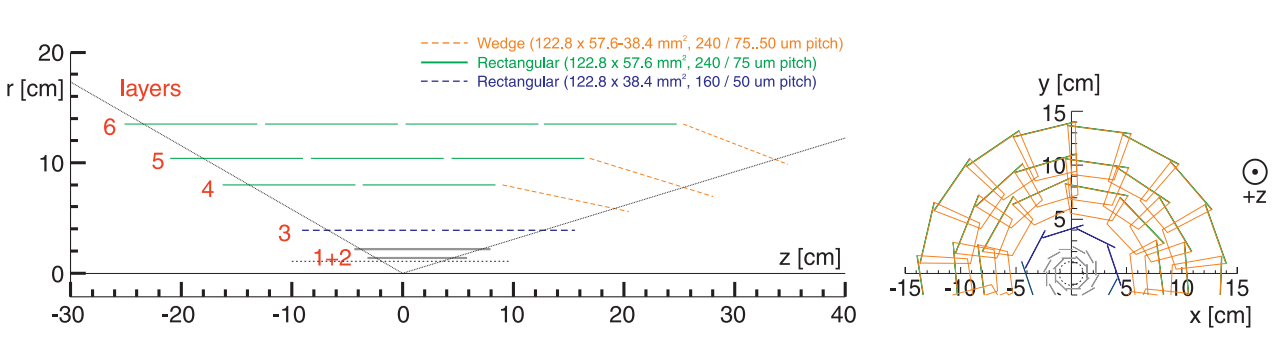 Wedge (122.8 x 57.6-38.4 mm², 240 / 75..50 um pitch)
Rectangular (122.8 x 57.6 mm², 240 / 75 um pitch)
Rectangular (122.8 x 38.4 mm², 160 / 50 um pitch)
20
r [cm]
layers
6
10
5
4
3
1+2
0
z [cm]
-30
-20
-10
0
10
20
30
40
y [cm]
15
10
5
+z
-15
-10
-5
5
10
15
x [cm]